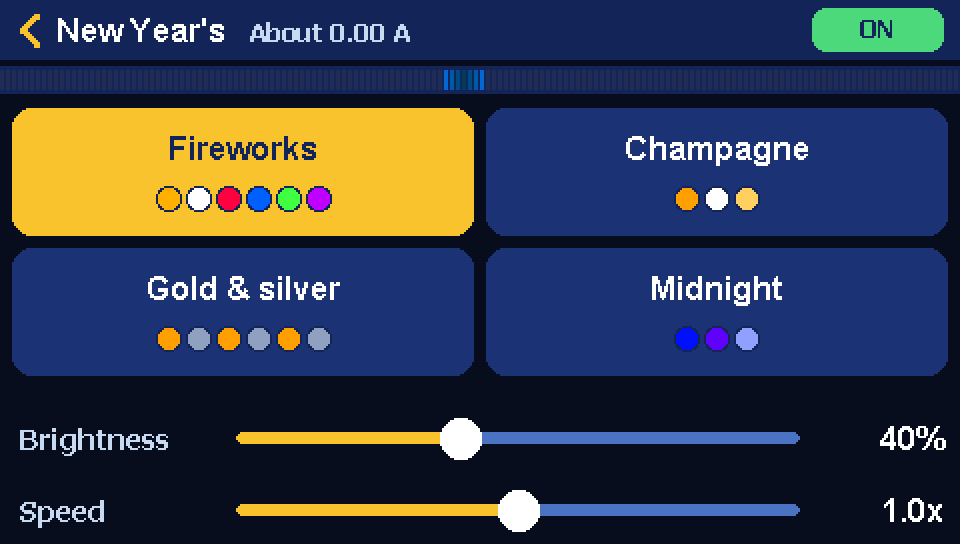 New Year's About 0.00 A ON
Fireworks
Champagne
Gold & silver
Midnight
Brightness 40%
Speed 1.0x